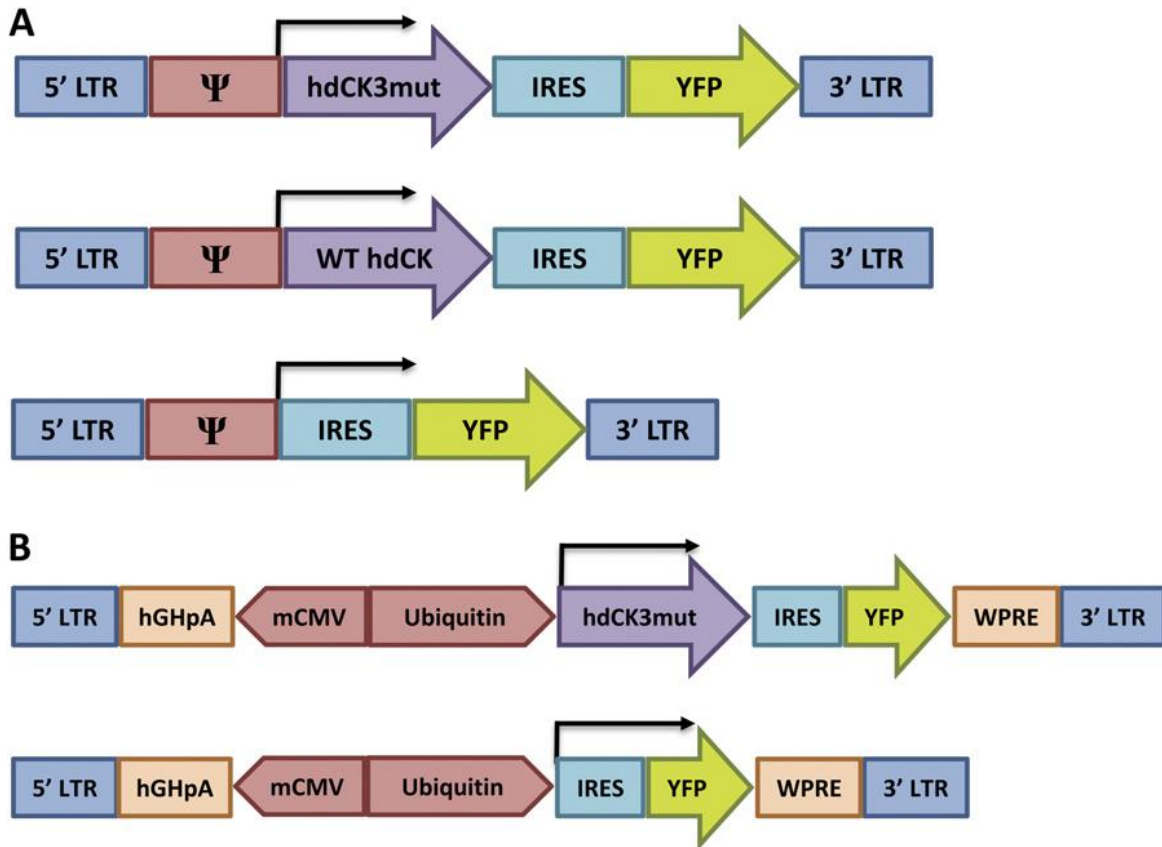 A
5' LTR Ψ hdCK3mut IRES YFP 3' LTR
5' LTR Ψ WT hdCK IRES YFP 3' LTR
5' LTR Ψ IRES YFP 3' LTR
B
5' LTR hGHpA mCMV Ubiquitin hdCK3mut IRES YFP WPRE 3' LTR
5' LTR hGHpA mCMV Ubiquitin IRES YFP WPRE 3' LTR